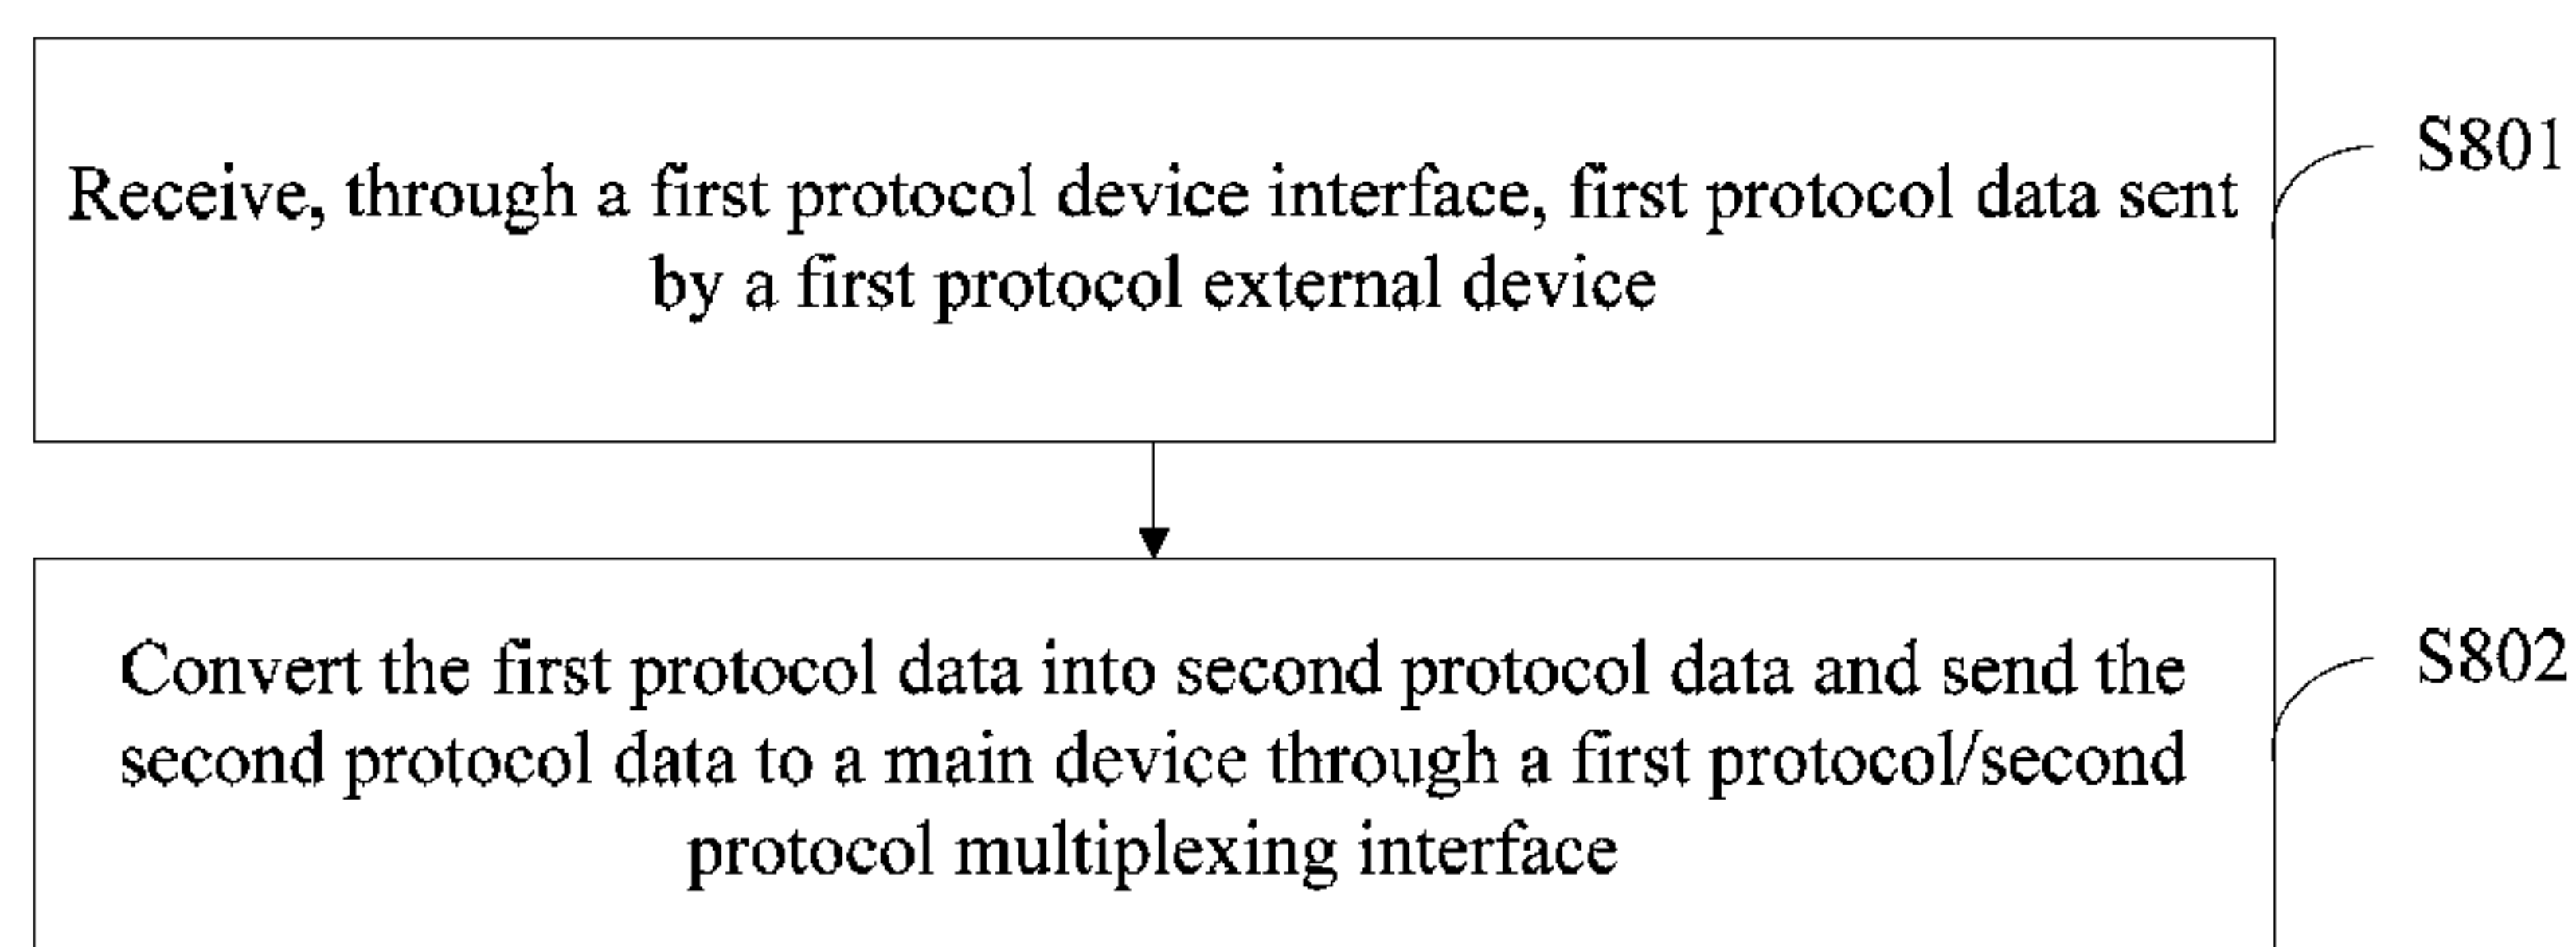 Receive, through a first protocol device interface, first protocol data sent
by a first protocol external device
S801
Convert the first protocol data into second protocol data and send the
second protocol data to a main device through a first protocol/second
protocol multiplexing interface
S802